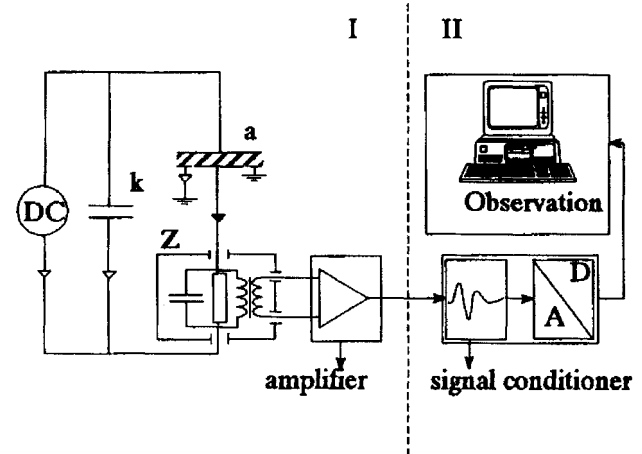 I
II
a
k
DC
Z
Observation
D
A
amplifier
signal conditioner